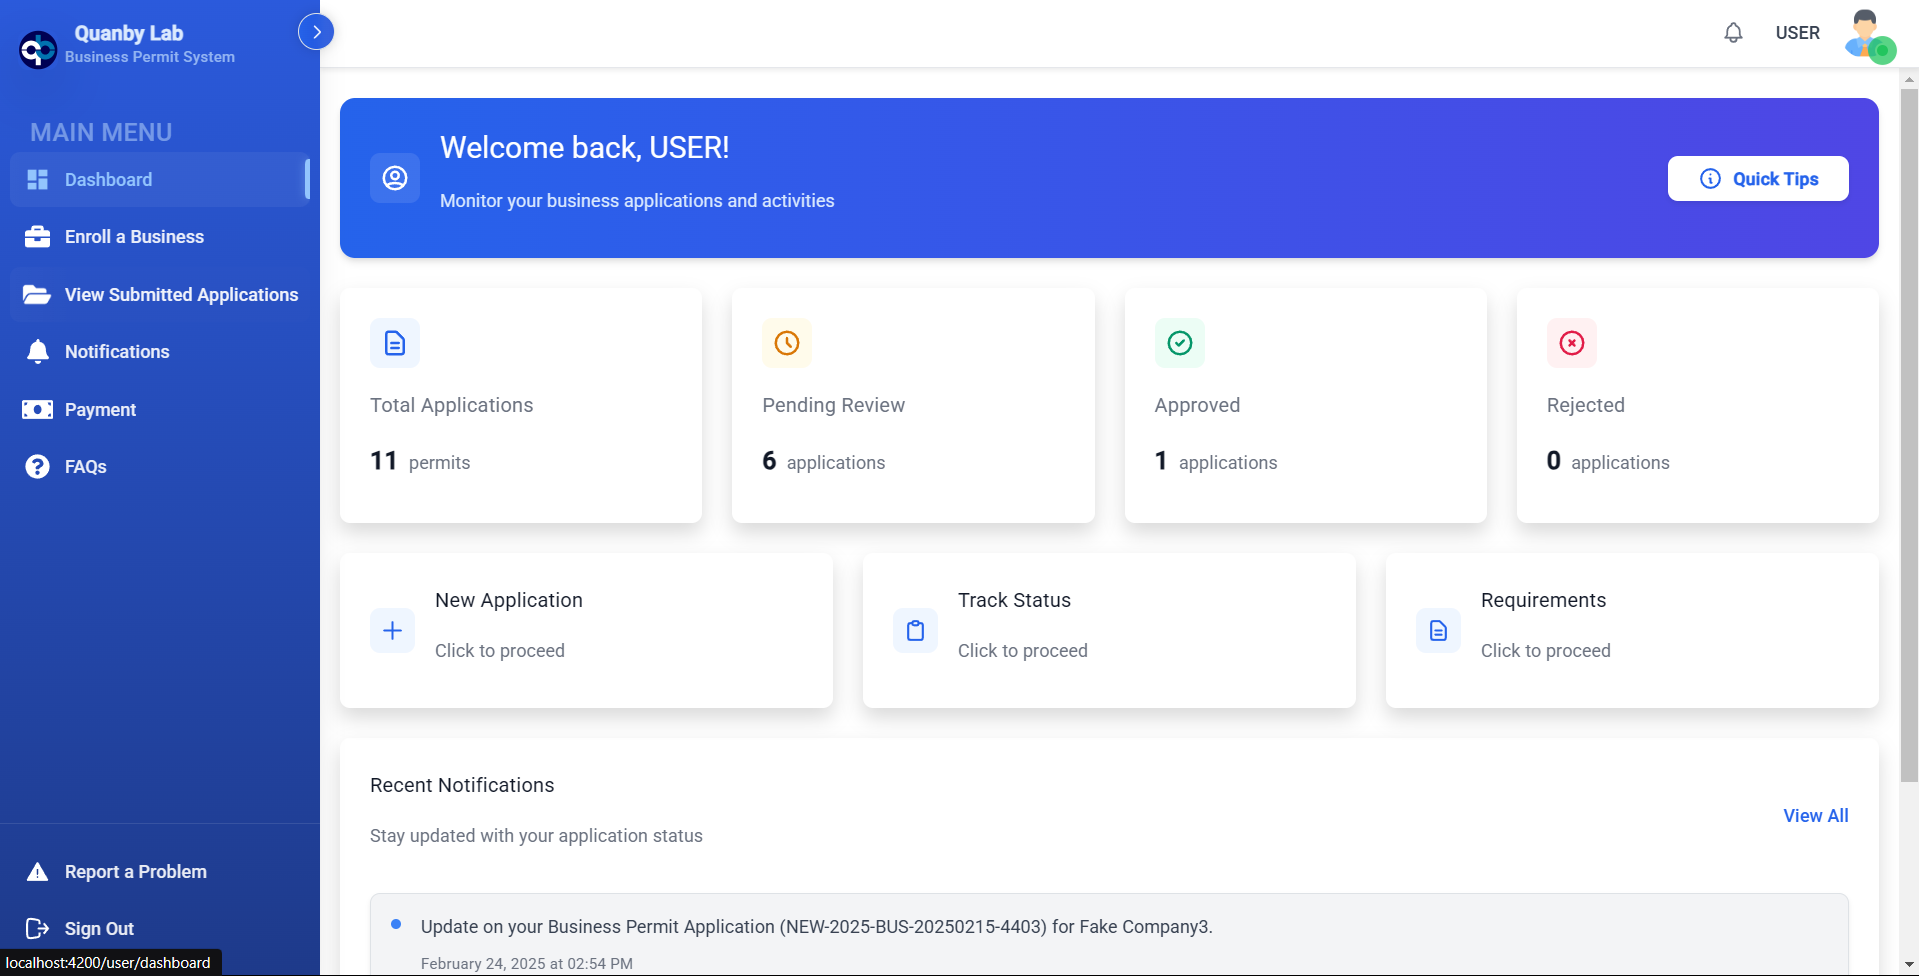 Quanby Lab
Business Permit System
MAIN MENU
Dashboard
Enroll a Business
View Submitted Applications
Notifications
Payment
FAQs
Report a Problem
Sign Out
localhost:4200/user/dashboard
USER
Welcome back, USER!
Monitor your business applications and activities
Quick Tips
Total Applications
11 permits
Pending Review
6 applications
Approved
1 applications
Rejected
0 applications
New Application
Click to proceed
Track Status
Click to proceed
Requirements
Click to proceed
Recent Notifications
Stay updated with your application status
View All
Update on your Business Permit Application (NEW-2025-BUS-20250215-4403) for Fake Company3.
February 24, 2025 at 02:54 PM